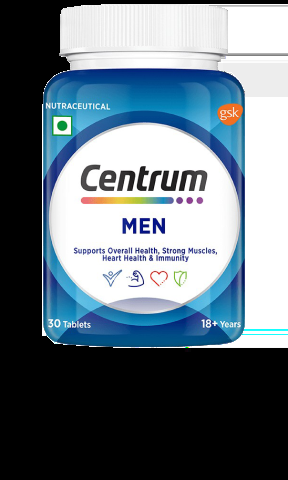 NUTRACEUTICAL
gsk
Centrum
MEN
Supports Overall Health, Strong Muscles,
Heart Health & Immunity
30 Tablets
18+ Years